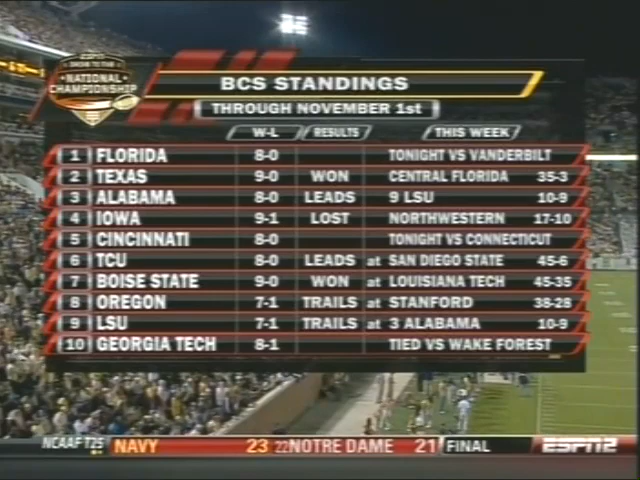 NATIONAL
CHAMPIONSHIP
BCS STANDINGS
THROUGH NOVEMBER 1st
W-L RESULTS THIS WEEK
1 FLORIDA 8-0 TONIGHT VS VANDERBILT
2 TEXAS 9-0 WON CENTRAL FLORIDA 35-3
3 ALABAMA 8-0 LEADS 9 LSU 10-9
4 IOWA 9-1 LOST NORTHWESTERN 17-10
5 CINCINNATI 8-0 TONIGHT VS CONNECTICUT
6 TCU 8-0 LEADS at SAN DIEGO STATE 45-6
7 BOISE STATE 9-0 WON at LOUISIANA TECH 45-35
8 OREGON 7-1 TRAILS at STANFORD 38-28
9 LSU 7-1 TRAILS at 3 ALABAMA 10-9
10 GEORGIA TECH 8-1 TIED VS WAKE FOREST
NCAAF T25 NAVY 23 22 NOTRE DAME 21 FINAL ESPN2